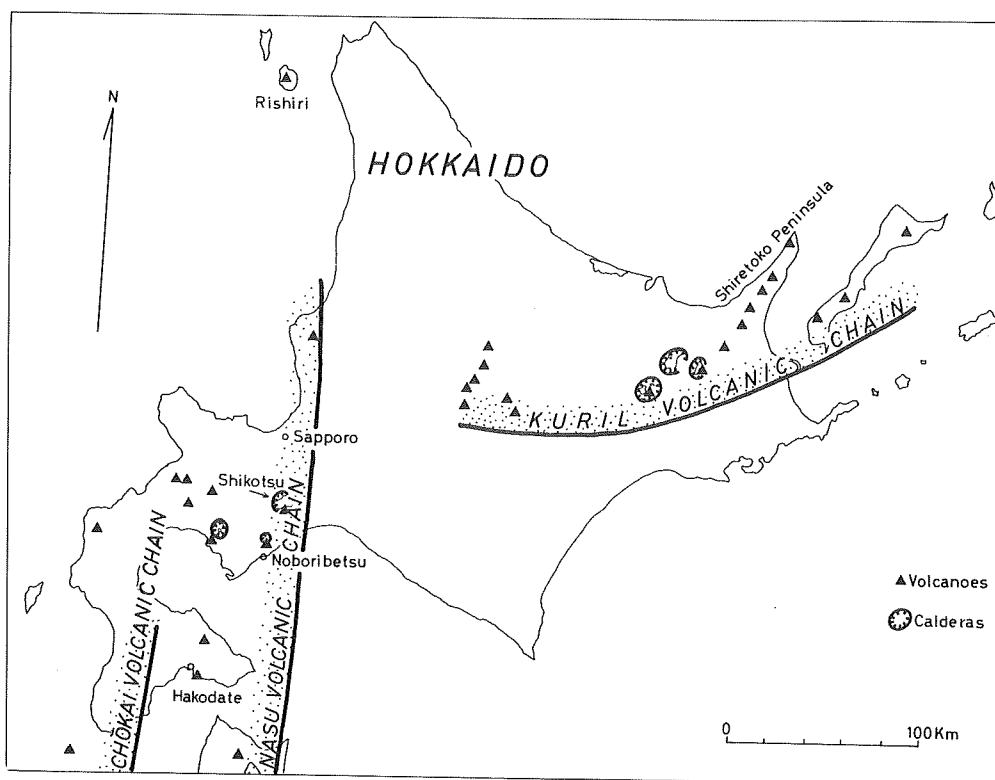 N
Rishiri
HOKKAIDO
Shiretoko Peninsula
KURIL VOLCANIC CHAIN
Sapporo
Shikotsu
Noboribetsu
CHOKAI VOLCANIC CHAIN
NASU VOLCANIC CHAIN
Hakodate
Volcanoes
Calderas
0 100Km